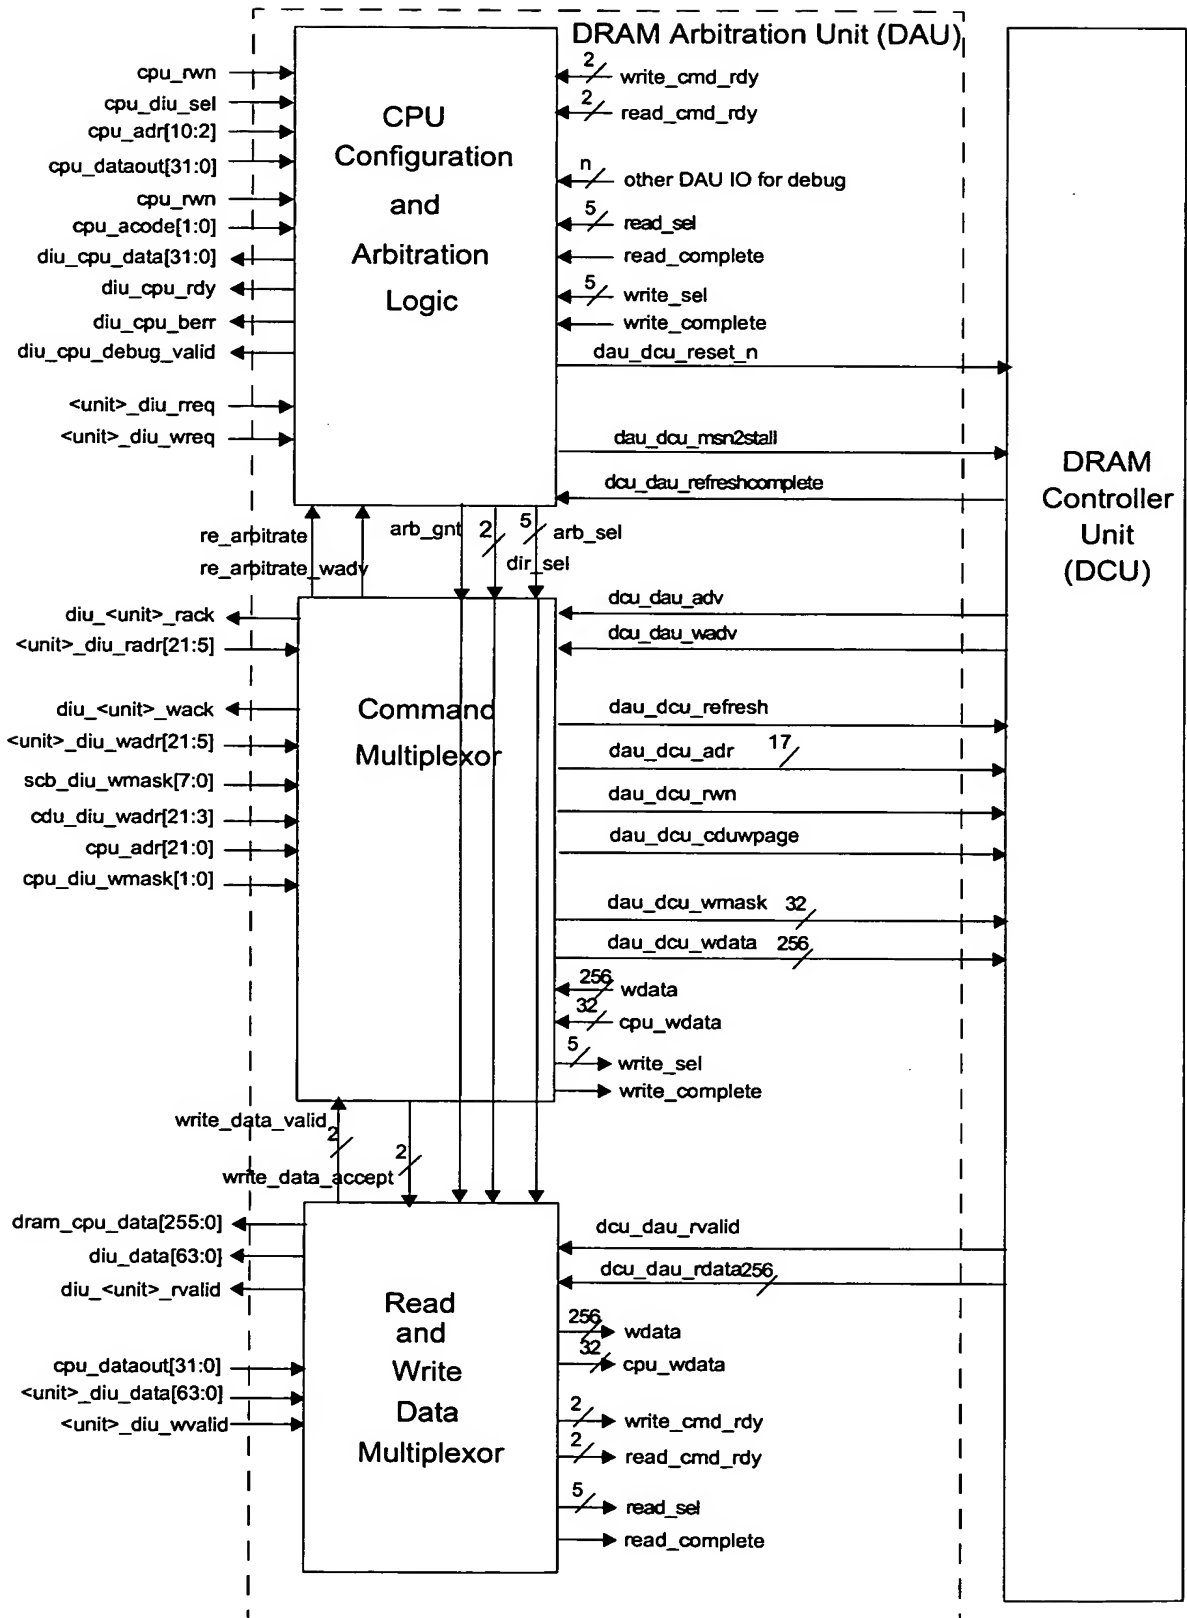 DRAM Arbitration Unit (DAU)
cpu_rwn
cpu_diu_sel
cpu_adr[10:2]
cpu_dataout[31:0]
cpu_rwn
cpu_acode[1:0]
diu_cpu_data[31:0]
diu_cpu_rdy
diu_cpu_berr
diu_cpu_debug_valid
<unit>_diu_rreq
<unit>_diu_wreq
CPU
Configuration
and
Arbitration
Logic
2
write_cmd_rdy
2
read_cmd_rdy
n
other DAU IO for debug
5
read_sel
read_complete
5
write_sel
write_complete
dau_dcu_reset_n
dau_dcu_msn2stall
dcu_dau_refreshcomplete
DRAM
Controller
Unit
(DCU)
re_arbitrate
re_arbitrate_wadv
arb_gnt
2
dir_sel
5
arb_sel
diu_<unit>_rack
<unit>_diu_radr[21:5]
diu_<unit>_wack
<unit>_diu_wadr[21:5]
scb_diu_wmask[7:0]
cdu_diu_wadr[21:3]
cpu_adr[21:0]
cpu_diu_wmask[1:0]
Command
Multiplexor
dcu_dau_adv
dcu_dau_wadv
dau_dcu_refresh
dau_dcu_adr 17
dau_dcu_rwn
dau_dcu_cduwpage
dau_dcu_wmask 32
dau_dcu_wdata 256
256
wdata
32
cpu_wdata
5
write_sel
write_complete
write_data_valid
2
write_data_accept
2
dram_cpu_data[255:0]
diu_data[63:0]
diu_<unit>_rvalid
cpu_dataout[31:0]
<unit>_diu_data[63:0]
<unit>_diu_wvalid
Read
and
Write
Data
Multiplexor
dcu_dau_rvalid
dcu_dau_rdata 256
256
wdata
32
cpu_wdata
2
write_cmd_rdy
2
read_cmd_rdy
5
read_sel
read_complete